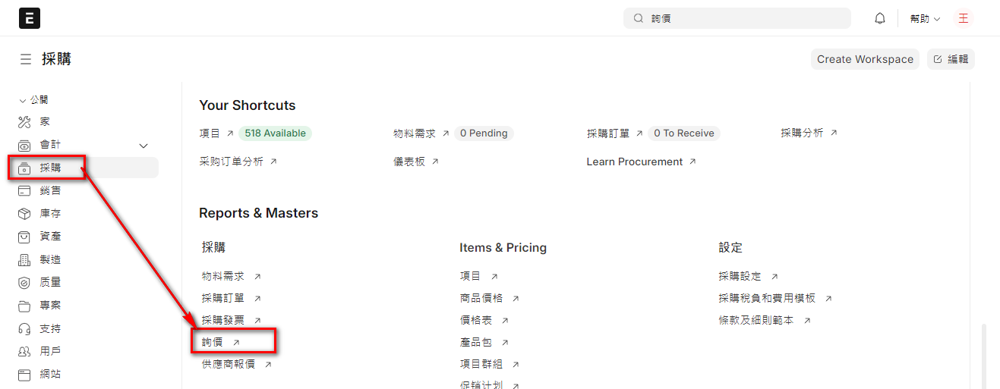 E
詢價
幫助
王
採購
Create Workspace
編輯
公開
家
會計
採購
銷售
庫存
資產
製造
质量
專案
支持
用戶
網站
Your Shortcuts
項目 518 Available
物料需求 0 Pending
採購訂單 0 To Receive
採購分析
采购订单分析
儀表板
Learn Procurement
Reports & Masters
採購
物料需求
採購訂單
採購發票
詢價
供應商報價
Items & Pricing
項目
商品價格
價格表
產品包
項目群組
促销计划
設定
採購設定
採購稅負和費用模板
條款及細則範本